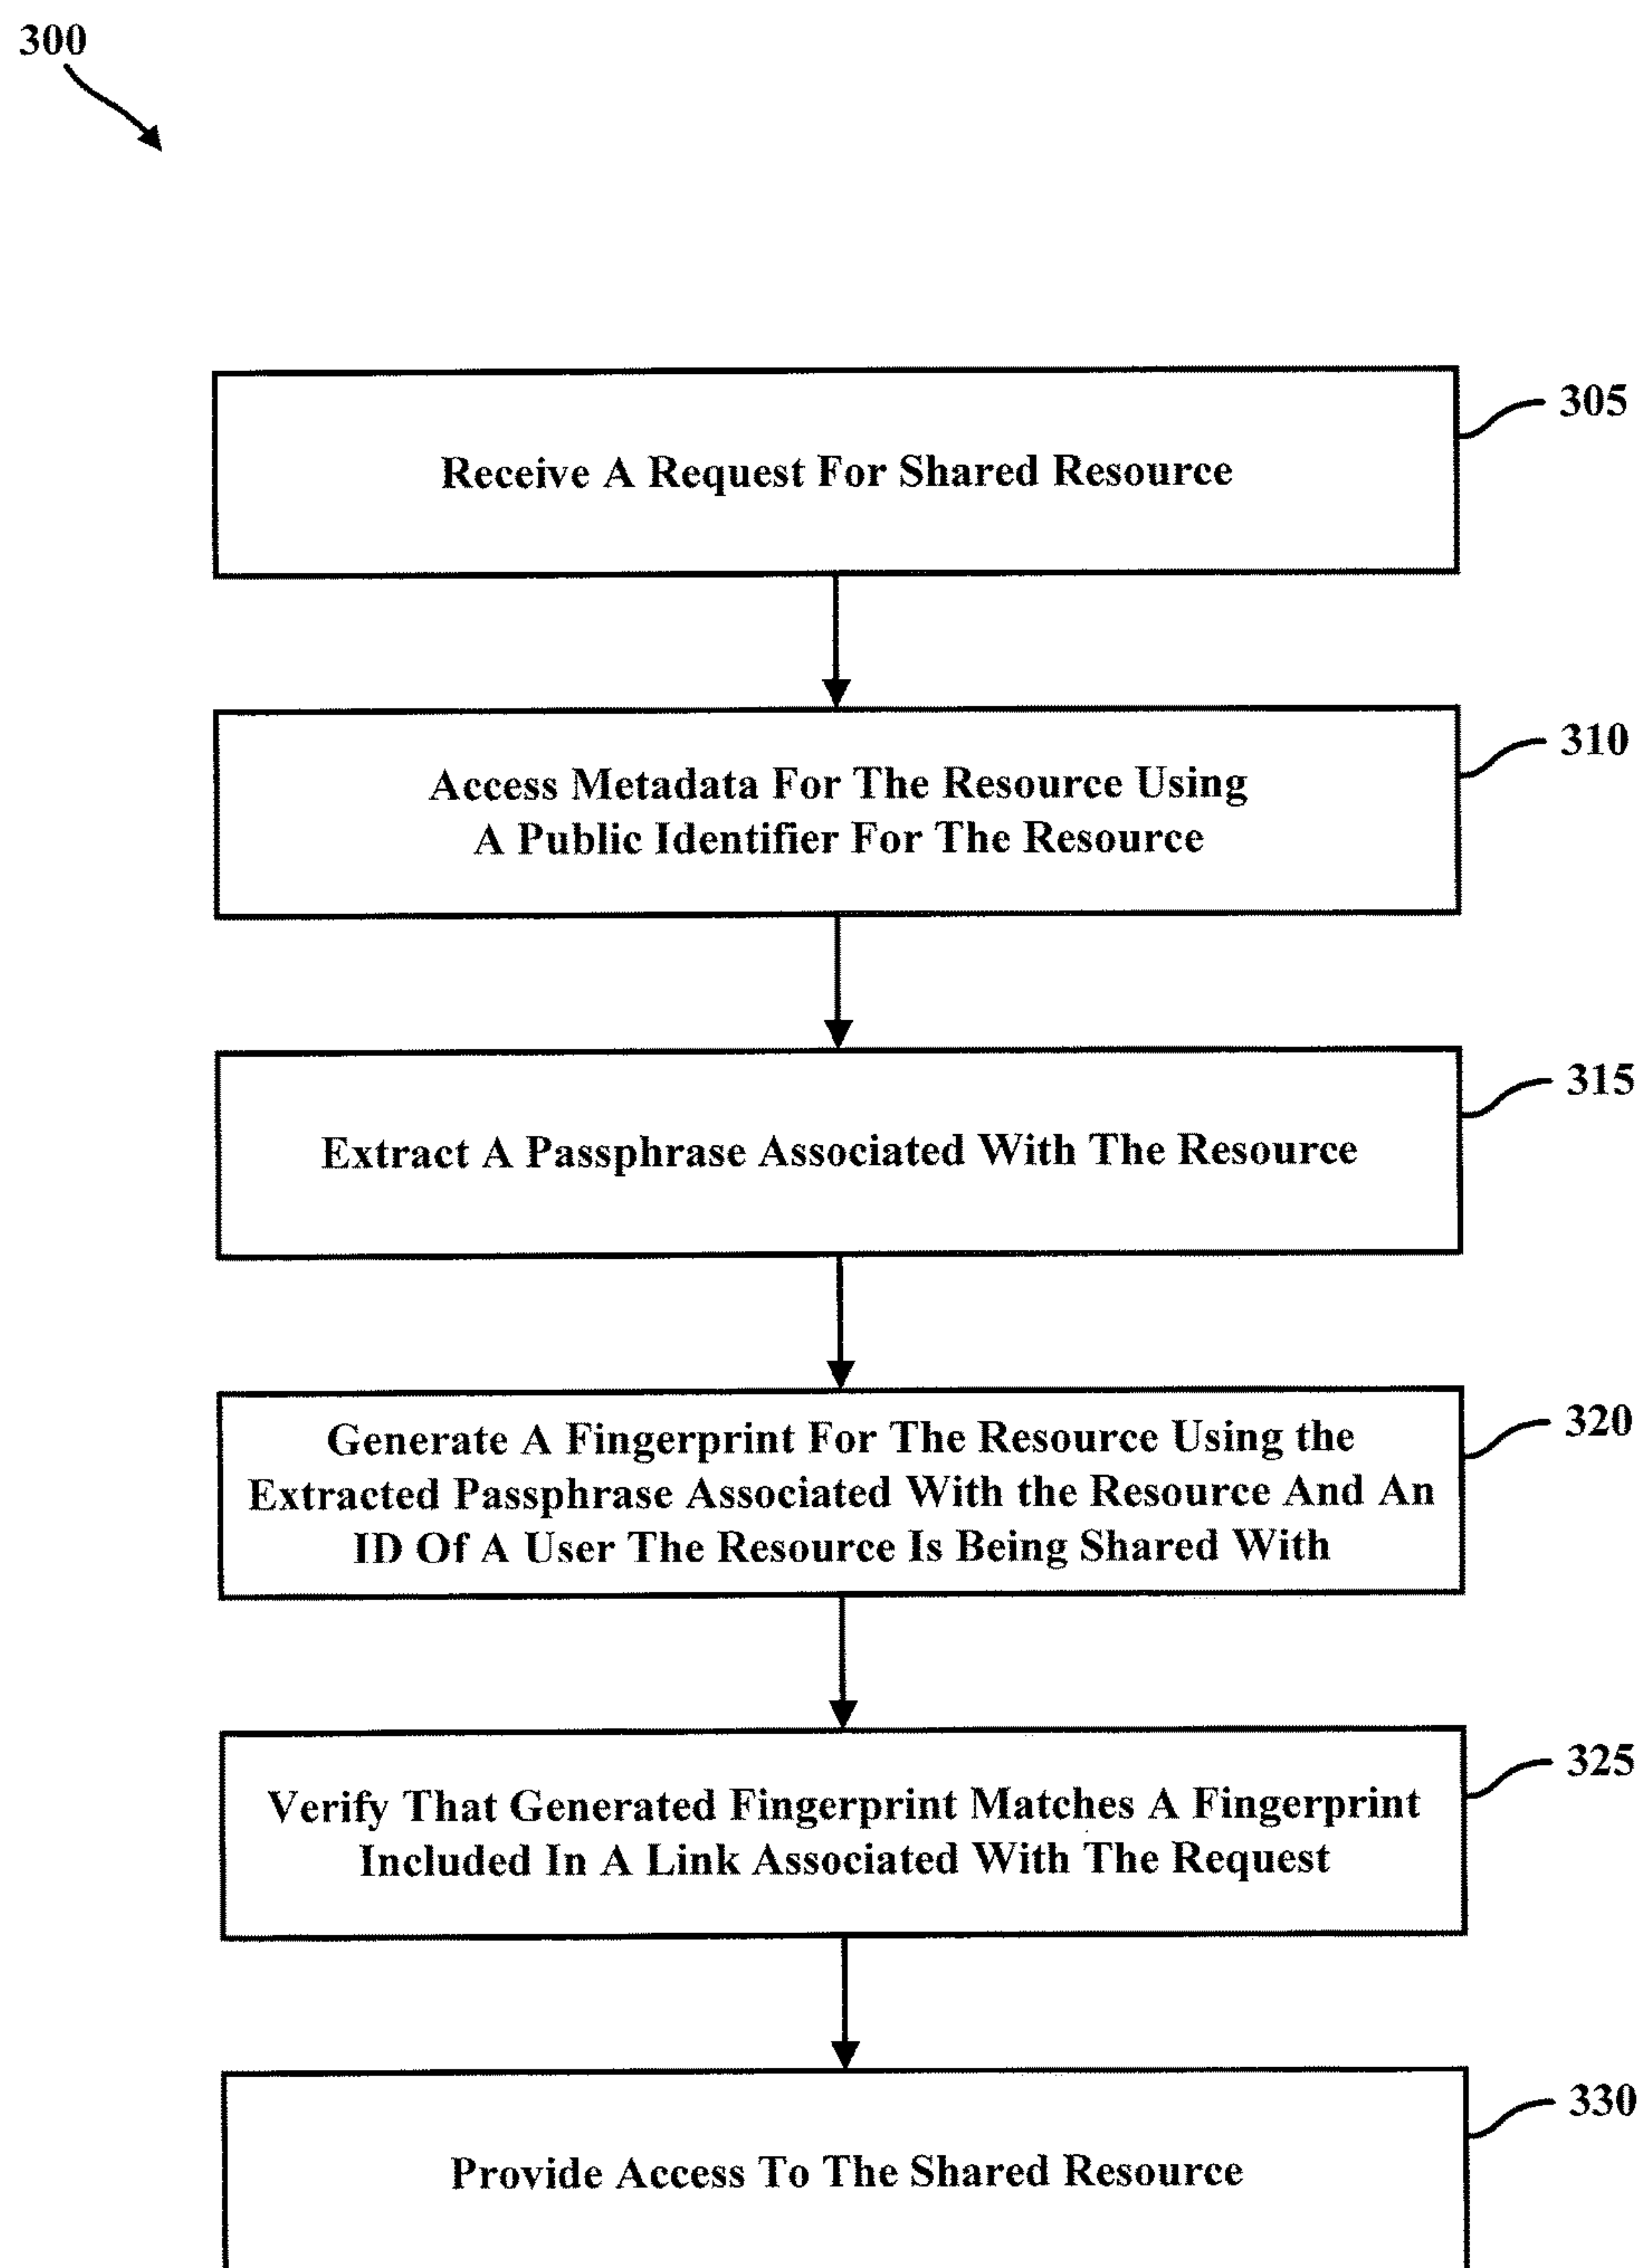 300
305
Receive A Request For Shared Resource
310
Access Metadata For The Resource Using
A Public Identifier For The Resource
315
Extract A Passphrase Associated With The Resource
320
Generate A Fingerprint For The Resource Using the
Extracted Passphrase Associated With the Resource And An
ID Of A User The Resource Is Being Shared With
325
Verify That Generated Fingerprint Matches A Fingerprint
Included In A Link Associated With The Request
330
Provide Access To The Shared Resource